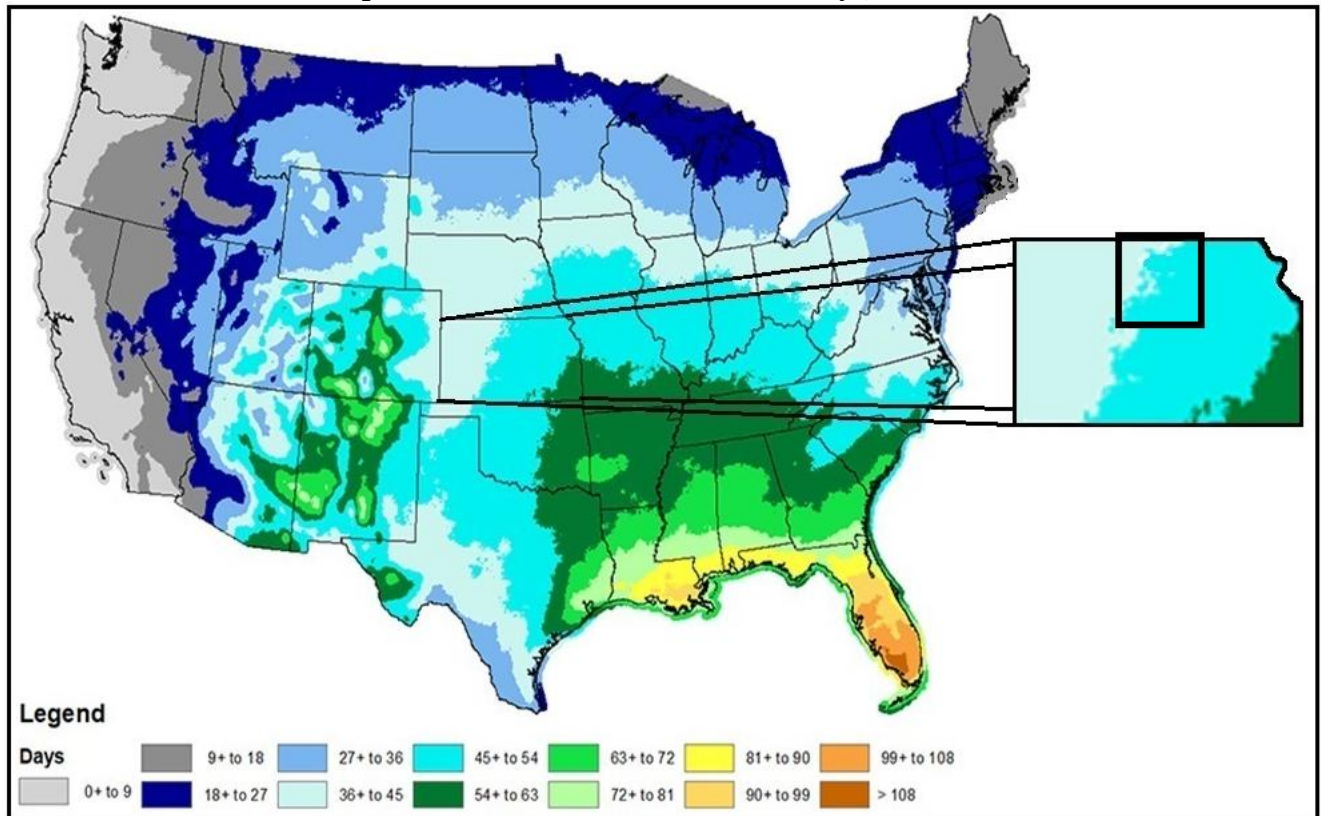 Legend
Days
9+ to 18
27+ to 36
45+ to 54
63+ to 72
81+ to 90
99+ to 108
0+ to 9
18+ to 27
36+ to 45
54+ to 63
72+ to 81
90+ to 99
> 108